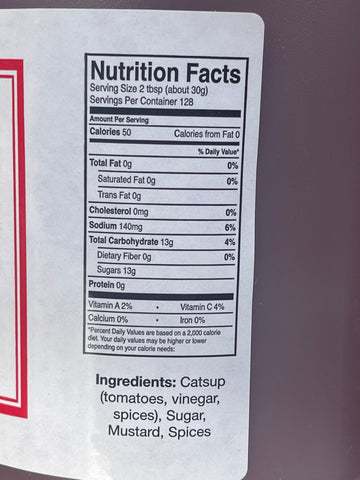 Nutrition Facts
Serving Size 2 tbsp (about 30g)
Servings Per Container 128
Amount Per Serving
Calories 50 Calories from Fat 0
% Daily Value*
Total Fat 0g 0%
Saturated Fat 0g 0%
Trans Fat 0g
Cholesterol 0mg 0%
Sodium 140mg 6%
Total Carbohydrate 13g 4%
Dietary Fiber 0g 0%
Sugars 13g
Protein 0g
Vitamin A 2% • Vitamin C 4%
Calcium 0% • Iron 0%
*Percent Daily Values are based on a 2,000 calorie
diet. Your daily values may be higher or lower
depending on your calorie needs:
Ingredients: Catsup
(tomatoes, vinegar,
spices), Sugar,
Mustard, Spices